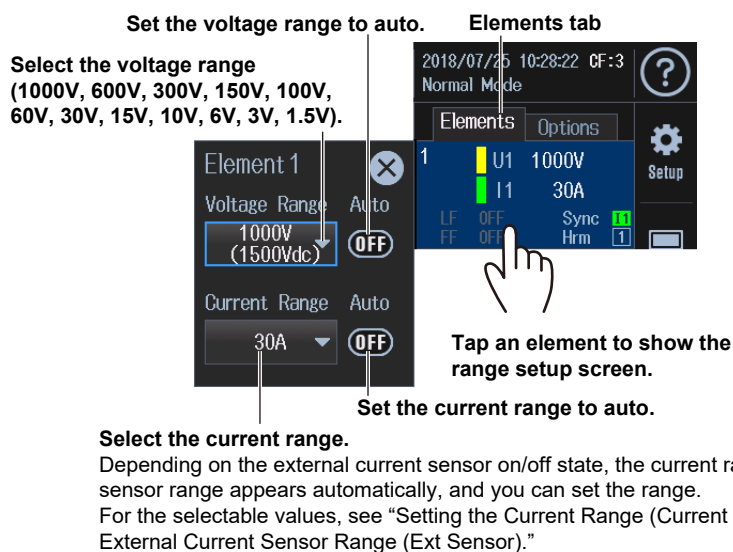 Set the voltage range to auto.
Elements tab
Select the voltage range
(1000V, 600V, 300V, 150V, 100V,
60V, 30V, 15V, 10V, 6V, 3V, 1.5V).
2018/07/25 10:28:22 CF:3
Normal Mode
?
Elements
Options
Setup
1
U1 1000V
I1 30A
LF OFF
Sync I1
FF OFF
Hrm 1
Element 1
Voltage Range Auto
1000V
(1500Vdc)
OFF
Current Range Auto
30A
OFF
Tap an element to show the
range setup screen.
Set the current range to auto.
Select the current range.
Depending on the external current sensor on/off state, the current
sensor range appears automatically, and you can set the range.
For the selectable values, see “Setting the Current Range (Current
External Current Sensor Range (Ext Sensor).”